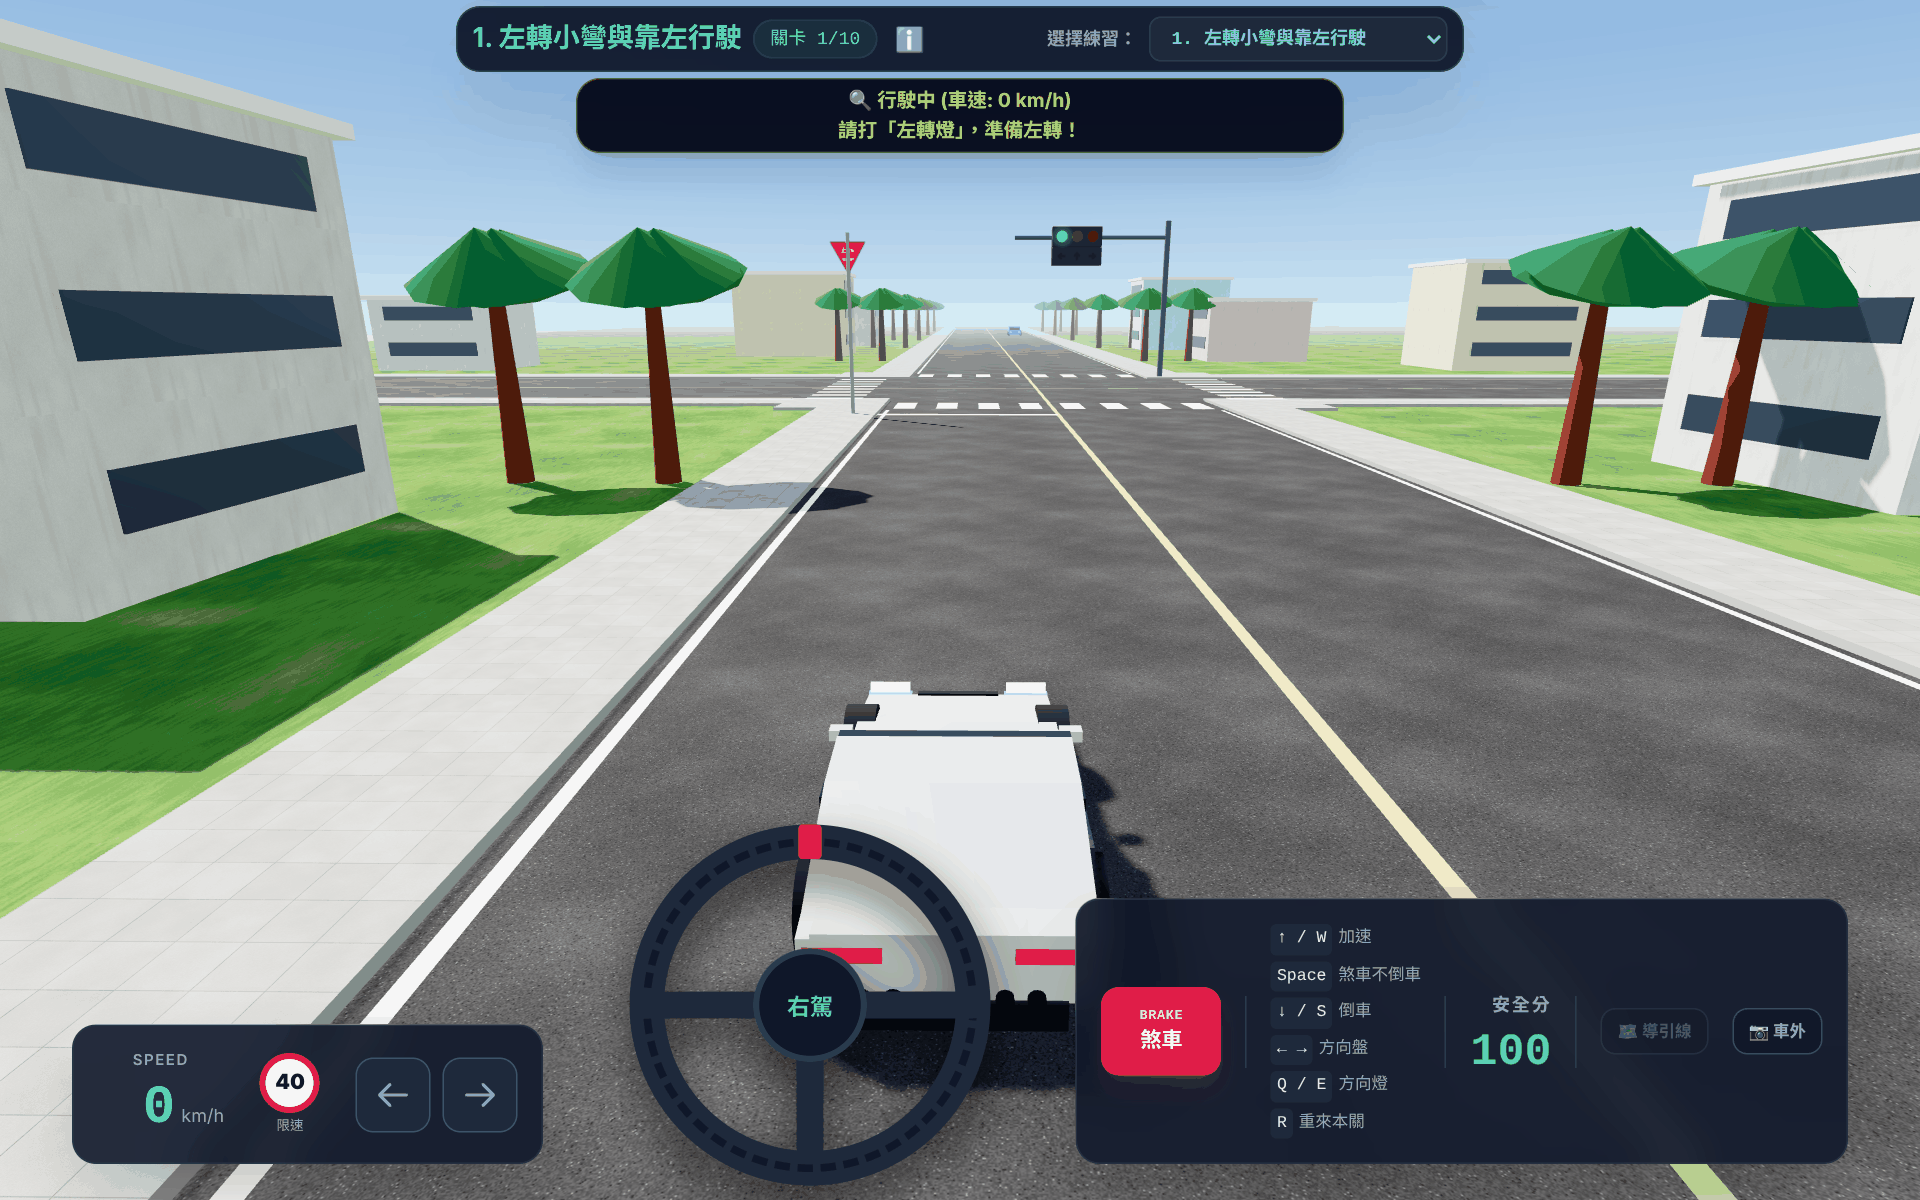 1. 左轉小彎與靠左行駛
關卡 1/10
選擇練習：
1. 左轉小彎與靠左行駛
行駛中 (車速: 0 km/h)
請打「左轉燈」，準備左轉！
SPEED
0 km/h
40
限速
右駕
BRAKE
煞車
↑ / W 加速
Space 煞車不倒車
↓ / S 倒車
← → 方向盤
Q / E 方向燈
R 重來本關
安全分
100
導引線
車外